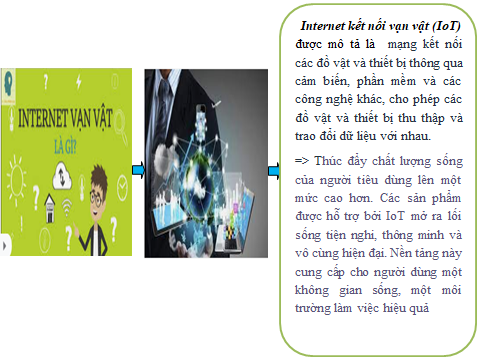 INTERNET VẠN VẬT
LÀ GÌ?
Internet kết nối vạn vật (IoT)
được mô tả là mạng kết nối
các đồ vật và thiết bị thông qua
cảm biến, phần mềm và các
công nghệ khác, cho phép các
đồ vật và thiết bị thu thập và
trao đổi dữ liệu với nhau.
=> Thúc đẩy chất lượng sống
của người tiêu dùng lên một
mức cao hơn. Các sản phẩm
được hỗ trợ bởi IoT mở ra lối
sống tiện nghi, thông minh và
vô cùng hiện đại. Nền tảng này
cung cấp cho người dùng một
không gian sống, một môi
trường làm việc hiệu quả